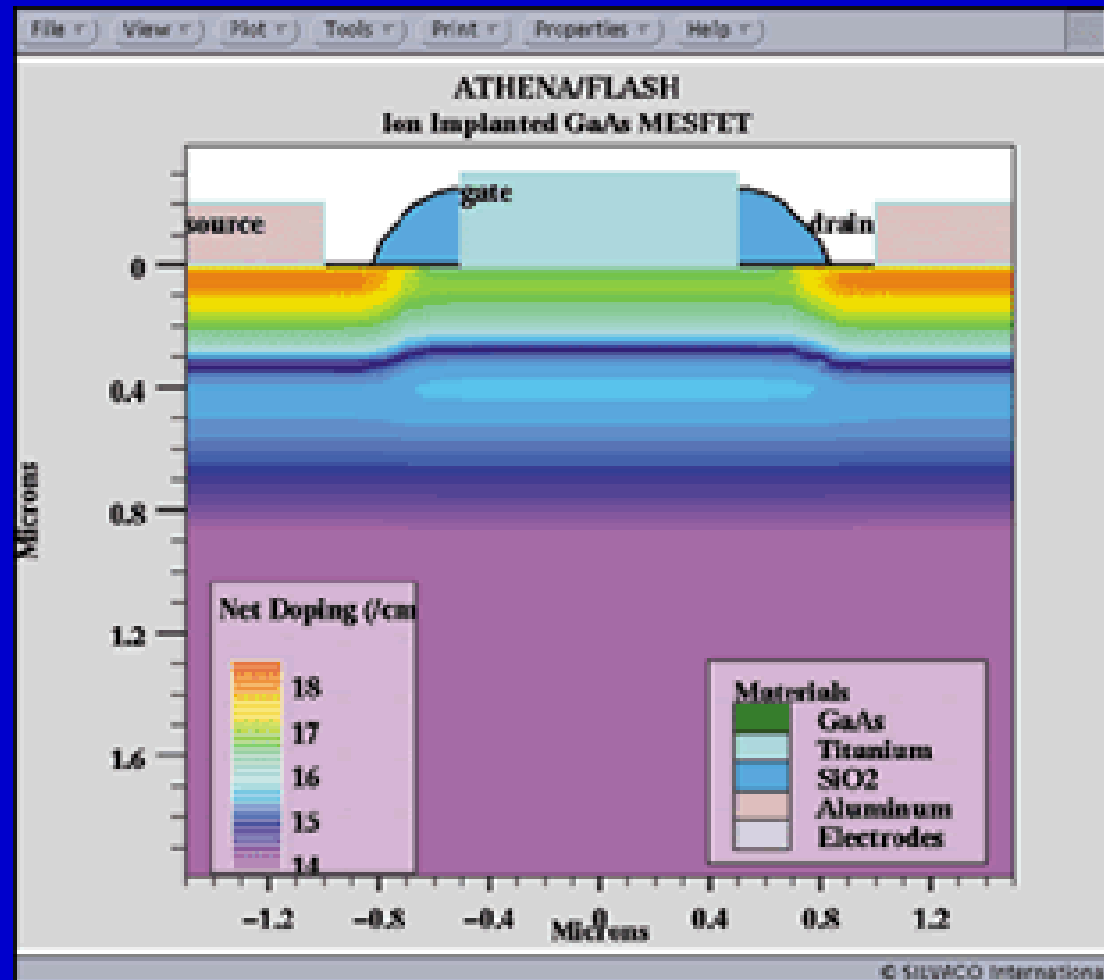 File View Plot Tools Print Properties Help
ATHENA/FLASH
Ion Implanted GaAs MESFET
gate
source
drain
0
0.4
0.8
1.2
1.6
Microns
Net Doping (/cm
18
17
16
15
14
Materials
GaAs
Titanium
SiO2
Aluminum
Electrodes
-1.2 -0.8 -0.4 0 0.4 0.8 1.2
Microns
© SILVACO International